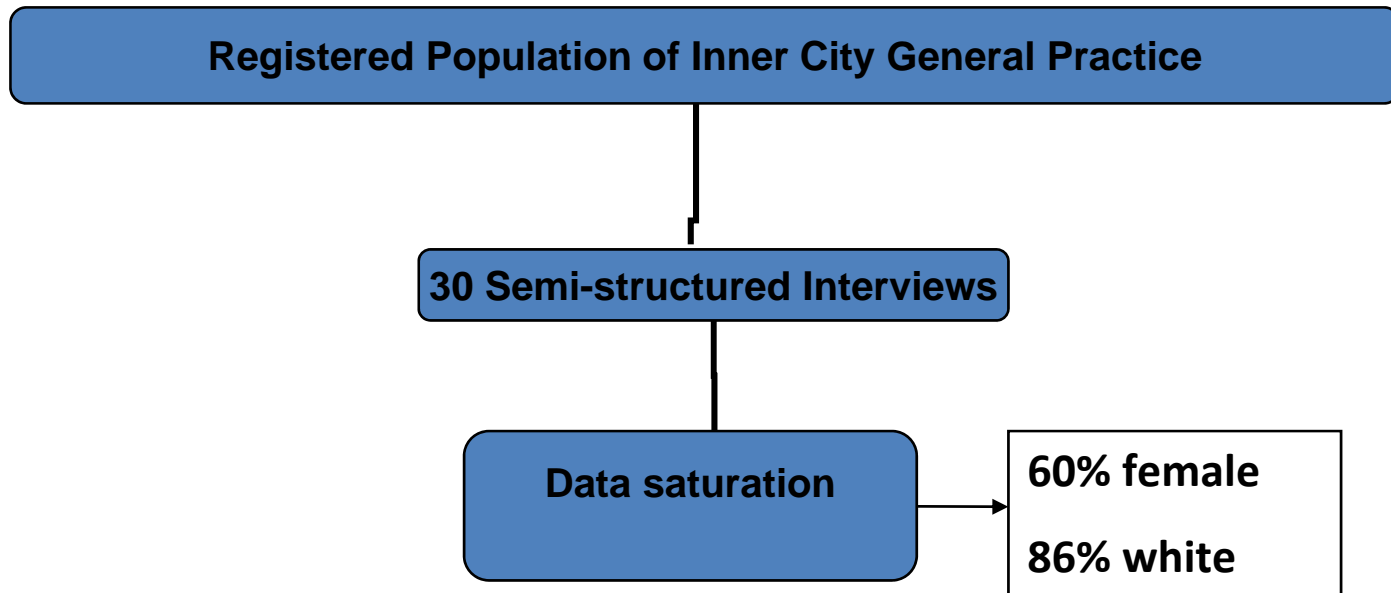 Registered Population of Inner City General Practice
30 Semi-structured Interviews
Data saturation
60% female
86% white